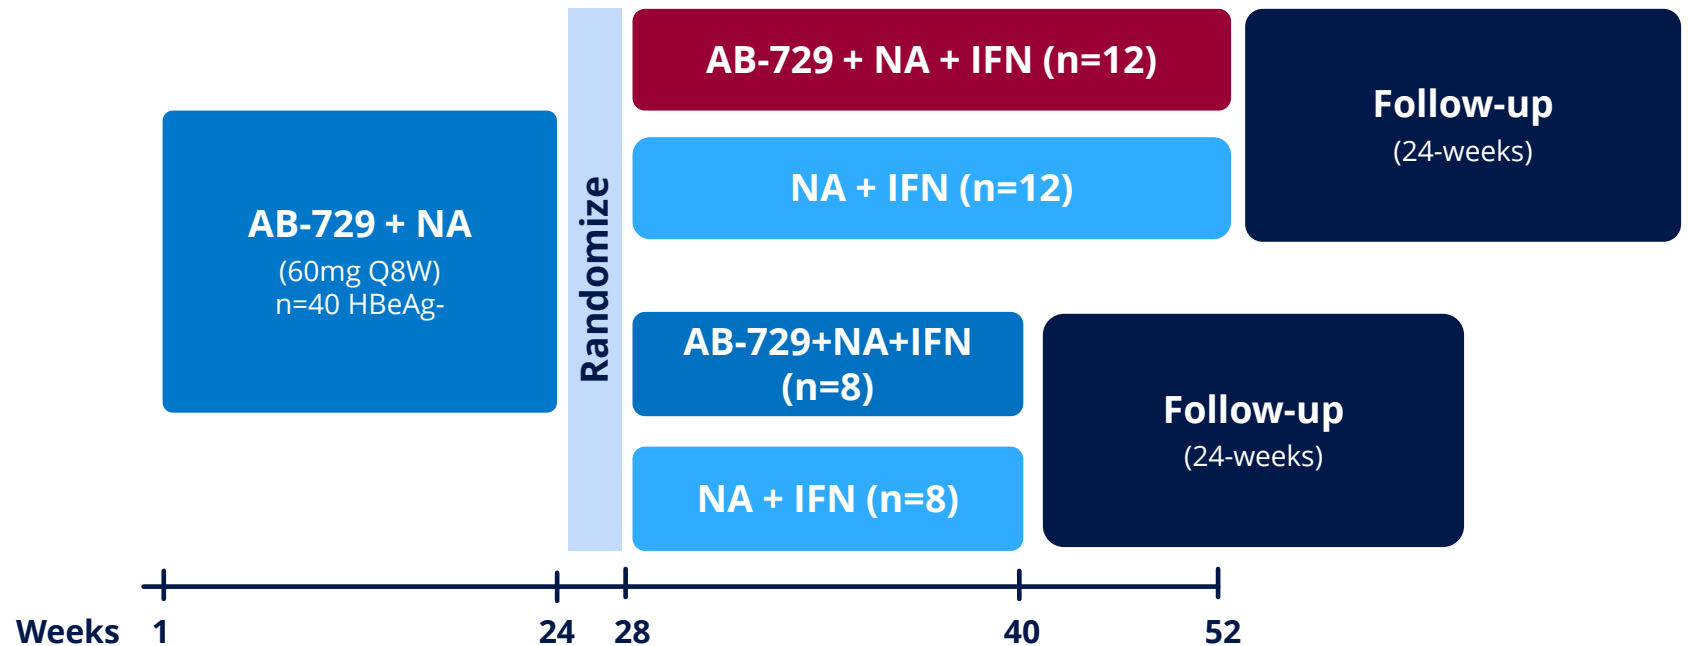 AB-729 + NA
(60mg Q8W)
n=40 HBeAg-
Randomize
AB-729 + NA + IFN (n=12)
NA + IFN (n=12)
Follow-up
(24-weeks)
AB-729+NA+IFN
(n=8)
NA + IFN (n=8)
Follow-up
(24-weeks)
Weeks 1 24 28 40 52